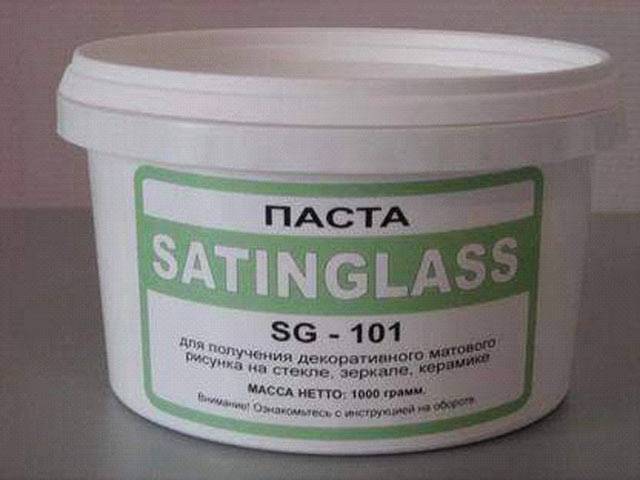 ПАСТА
SATINGLASS
SG - 101
для получения декоративного матового
рисунка на стекле, зеркале, керамике
МАССА НЕТТО: 1000 грамм.
Внимание! Ознакомьтесь с инструкцией на обороте.